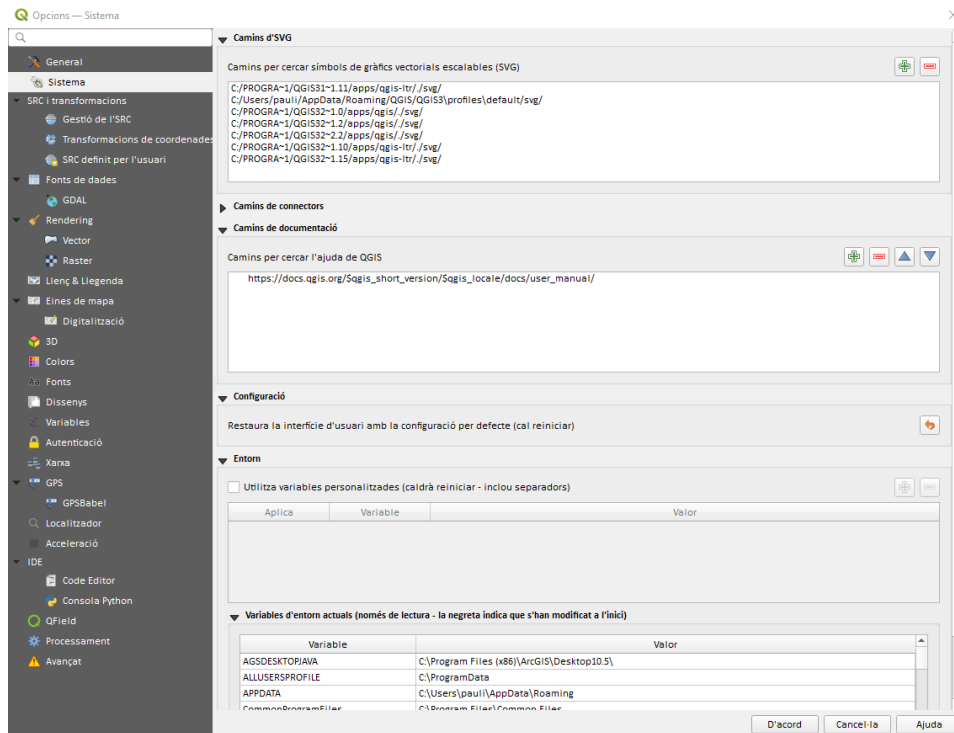 Opcions — Sistema
General
Sistema
SRC i transformacions
Gestió de l'SRC
Transformacions de coordenades
SRC definit per l'usuari
Fonts de dades
GDAL
Rendering
Vector
Raster
Llenç & Llegenda
Eines de mapa
Digitalització
3D
Colors
Fonts
Dissenys
Variables
Autenticació
Xarxa
GPS
GPSBabel
Localitzador
Acceleració
IDE
Code Editor
Consola Python
QField
Processament
Avançat
Camins d'SVG
Camins per cercar símbols de gràfics vectorials escalables (SVG)
C:/PROGRA~1/QGIS31~1.11/apps/qgis-ltr/./svg/
C:/Users/pauli/AppData/Roaming/QGIS/QGIS3\profiles\default/svg/
C:/PROGRA~1/QGIS32~1.0/apps/qgis/./svg/
C:/PROGRA~1/QGIS32~1.2/apps/qgis/./svg/
C:/PROGRA~1/QGIS32~2.2/apps/qgis/./svg/
C:/PROGRA~1/QGIS32~1.10/apps/qgis-ltr/./svg/
C:/PROGRA~1/QGIS32~1.15/apps/qgis-ltr/./svg/
Camins de connectors
Camins de documentació
Camins per cercar l'ajuda de QGIS
https://docs.qgis.org/$qgis_short_version/$qgis_locale/docs/user_manual/
Configuració
Restaura la interfície d'usuari amb la configuració per defecte (cal reiniciar)
Entorn
Utilitza variables personalitzades (caldrà reiniciar - inclou separadors)
Aplica Variable Valor
Variables d'entorn actuals (només de lectura - la negreta indica que s'han modificat a l'inici)
Variable Valor
AGSDESKTOPJAVA C:\Program Files (x86)\ArcGIS\Desktop10.5\
ALLUSERSPROFILE C:\ProgramData
APPDATA C:\Users\pauli\AppData\Roaming
CommonProgramFiles C:\Program Files\Common Files
D'acord Cancel·la Ajuda